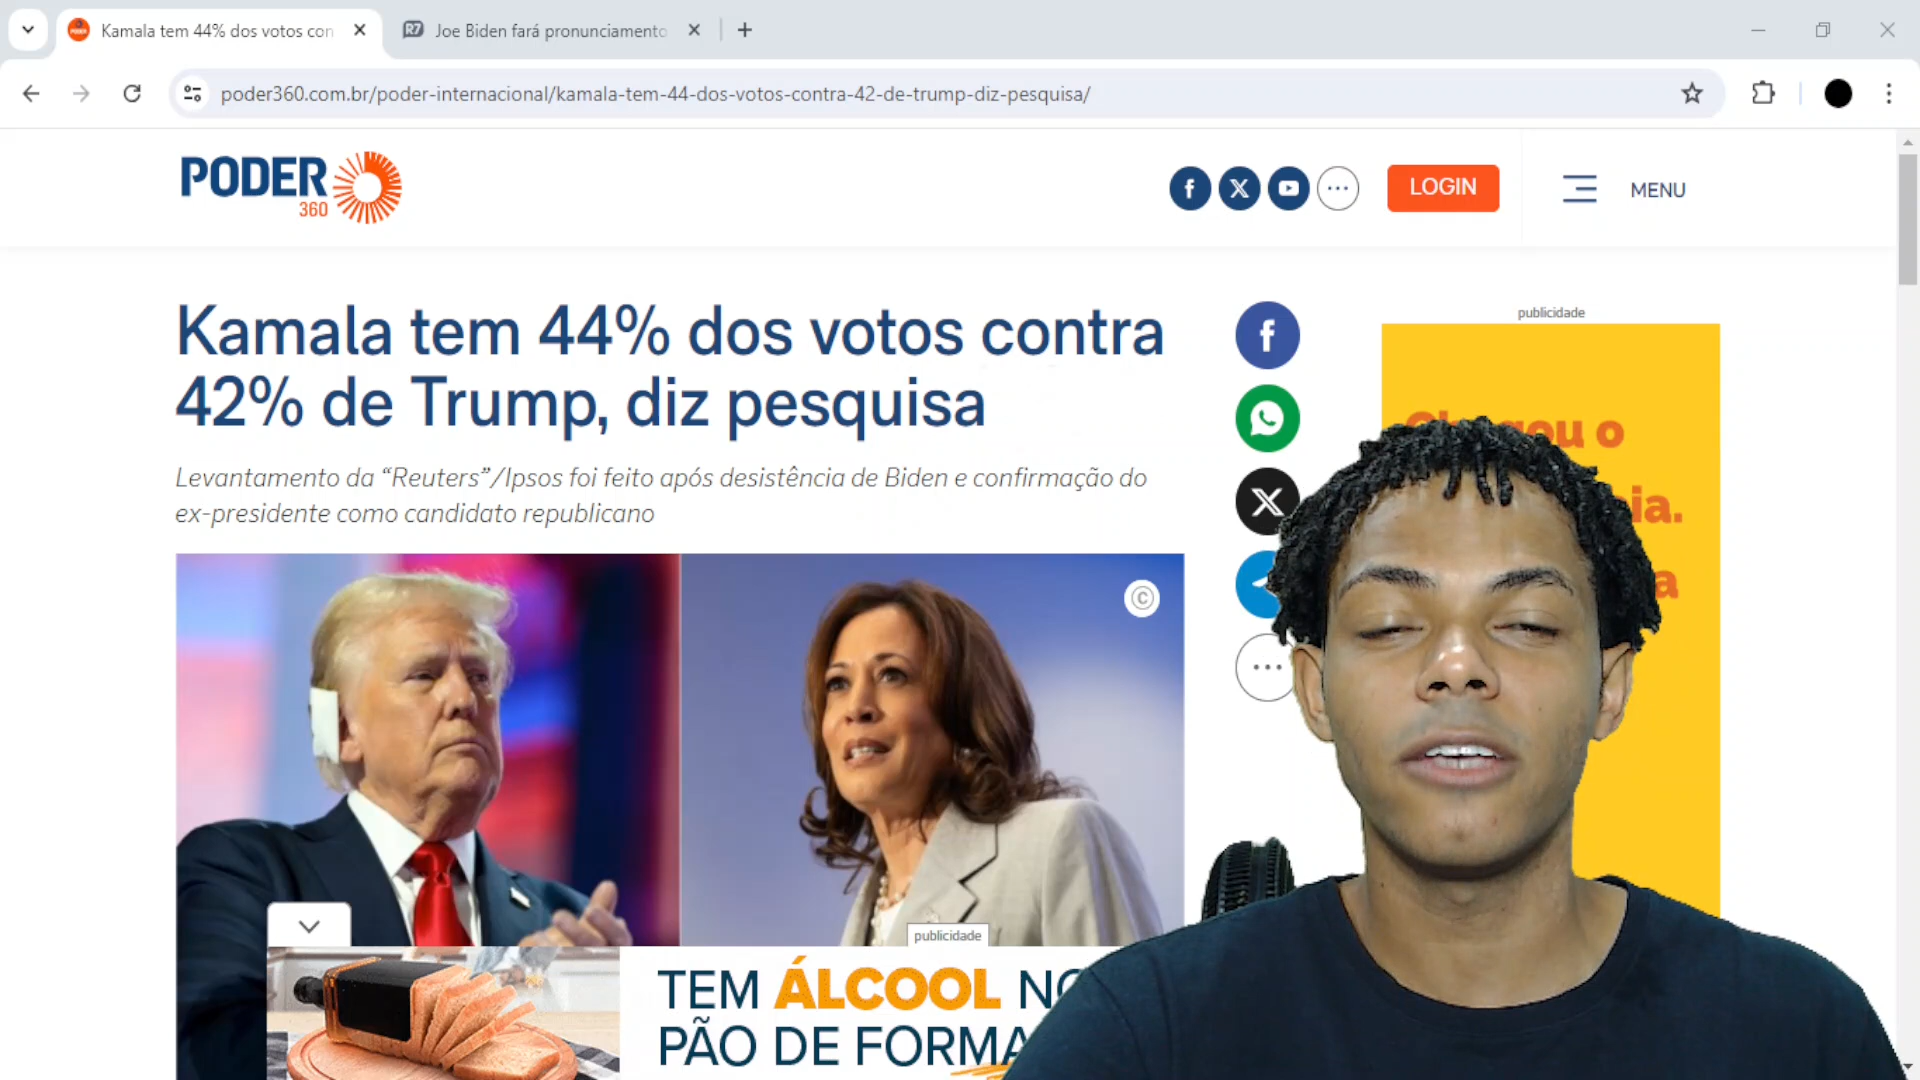 Kamala tem 44% dos votos con
Joe Biden fará pronunciamento
poder360.com.br/poder-internacional/kamala-tem-44-dos-votos-contra-42-de-trump-diz-pesquisa/
PODER
360
LOGIN
MENU
Kamala tem 44% dos votos contra
42% de Trump, diz pesquisa
Levantamento da “Reuters”/Ipsos foi feito após desistência de Biden e confirmação do
ex-presidente como candidato republicano
publicidade
o
publicidade
TEM ÁLCOOL NO
PÃO DE FORMA